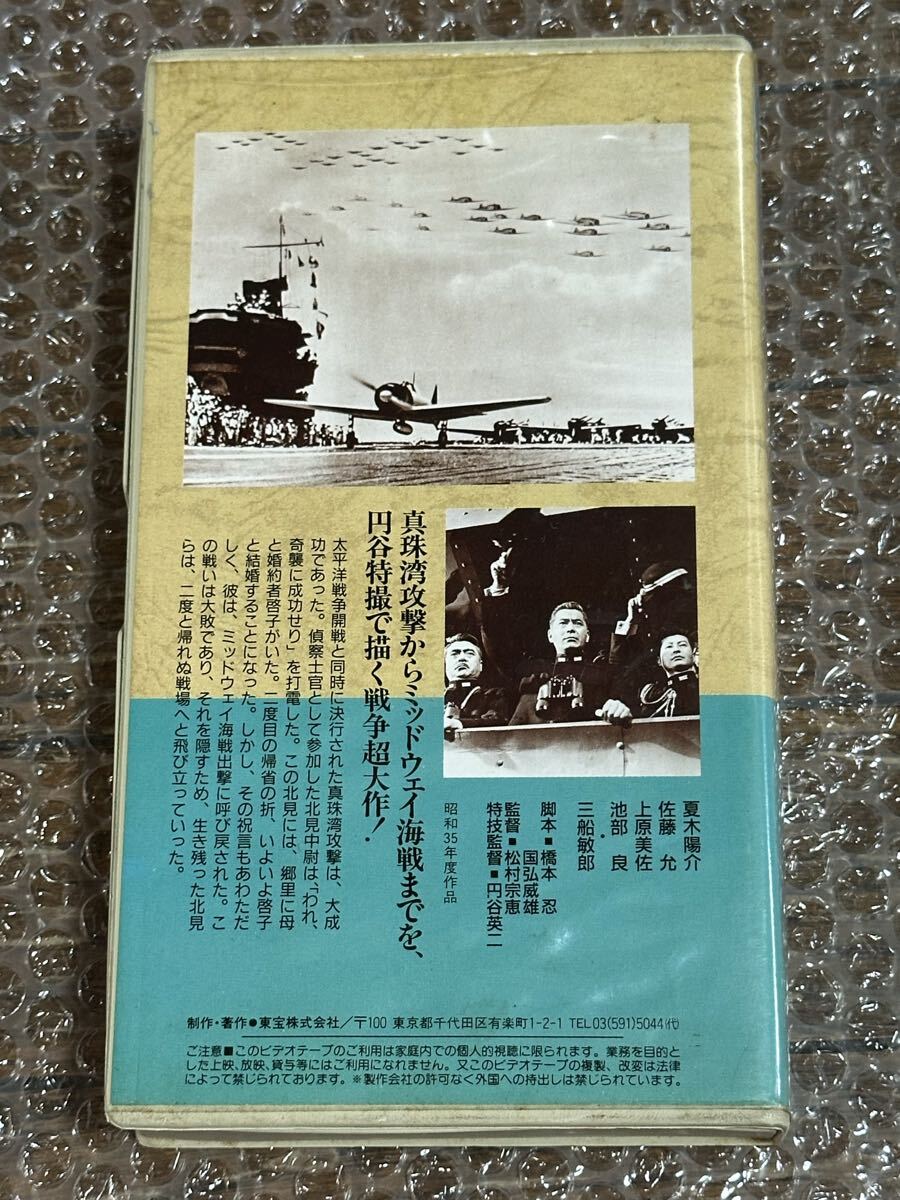 真珠湾攻撃からミッドウェイ海戦までを、
円谷特撮で描く戦争超大作！
太平洋戦争開戦と同時に決行された真珠湾攻撃は、大成
功であった。偵察士官として参加した北見中尉は、「われ、
奇襲に成功せり」を打電した。この北見には、郷里に母
と婚約者啓子がいた。二度目の帰省の折、いよいよ啓子
と結婚することになった。しかし、その祝言もあわただ
しく、彼は、ミッドウェイ海戦出撃に呼び戻された。こ
の戦いは大敗であり、それを隠すため、生き残った北見
らは、二度と帰れぬ戦場へと飛び立っていった。
夏木陽介
佐藤 允
上原美佐
池部 良
•
三船敏郎
脚本■橋本 忍
国弘威雄
監督■松村宗恵
特技監督■円谷英二
昭和35年度作品
制作・著作●東宝株式会社／〒100 東京都千代田区有楽町1-2-1 TEL03(591)5044(代)
ご注意■このビデオテープのご利用は家庭内での個人的視聴に限られます。業務を目的と
した上映、放映、貸与等にはご利用になれません。又このビデオテープの複製、改変は法律
によって禁じられております。※製作会社の許可なく外国への持出しは禁じられています。